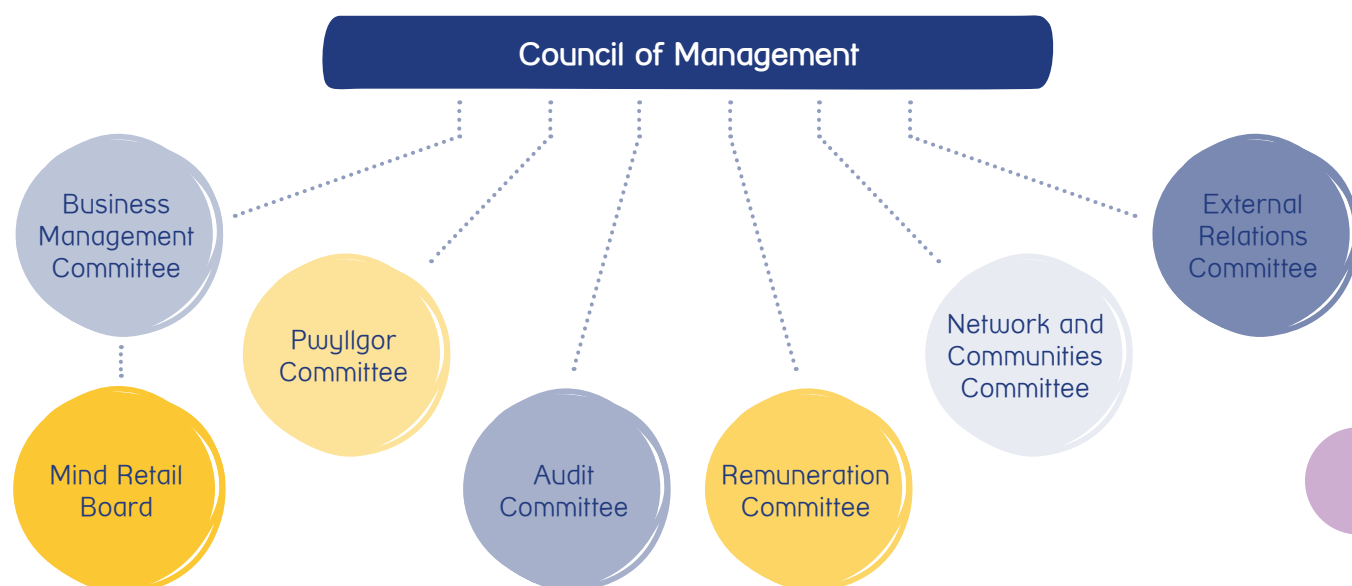 Council of Management
Business
Management
Committee
Pwyllgor
Committee
Audit
Committee
Remuneration
Committee
Network and
Communities
Committee
External
Relations
Committee
Mind Retail
Board